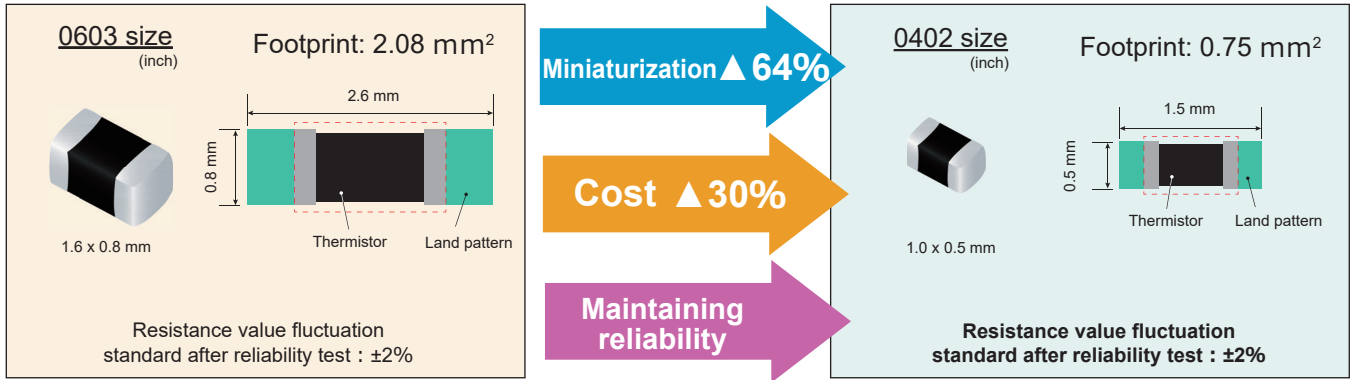 0603 size
(inch)
Footprint: 2.08 mm²
2.6 mm
0.8 mm
Thermistor
Land pattern
1.6 x 0.8 mm
Resistance value fluctuation
standard after reliability test : ±2%
Miniaturization ▲ 64%
Cost ▲ 30%
Maintaining
reliability
0402 size
(inch)
Footprint: 0.75 mm²
1.5 mm
0.5 mm
Thermistor
Land pattern
1.0 x 0.5 mm
Resistance value fluctuation
standard after reliability test : ±2%